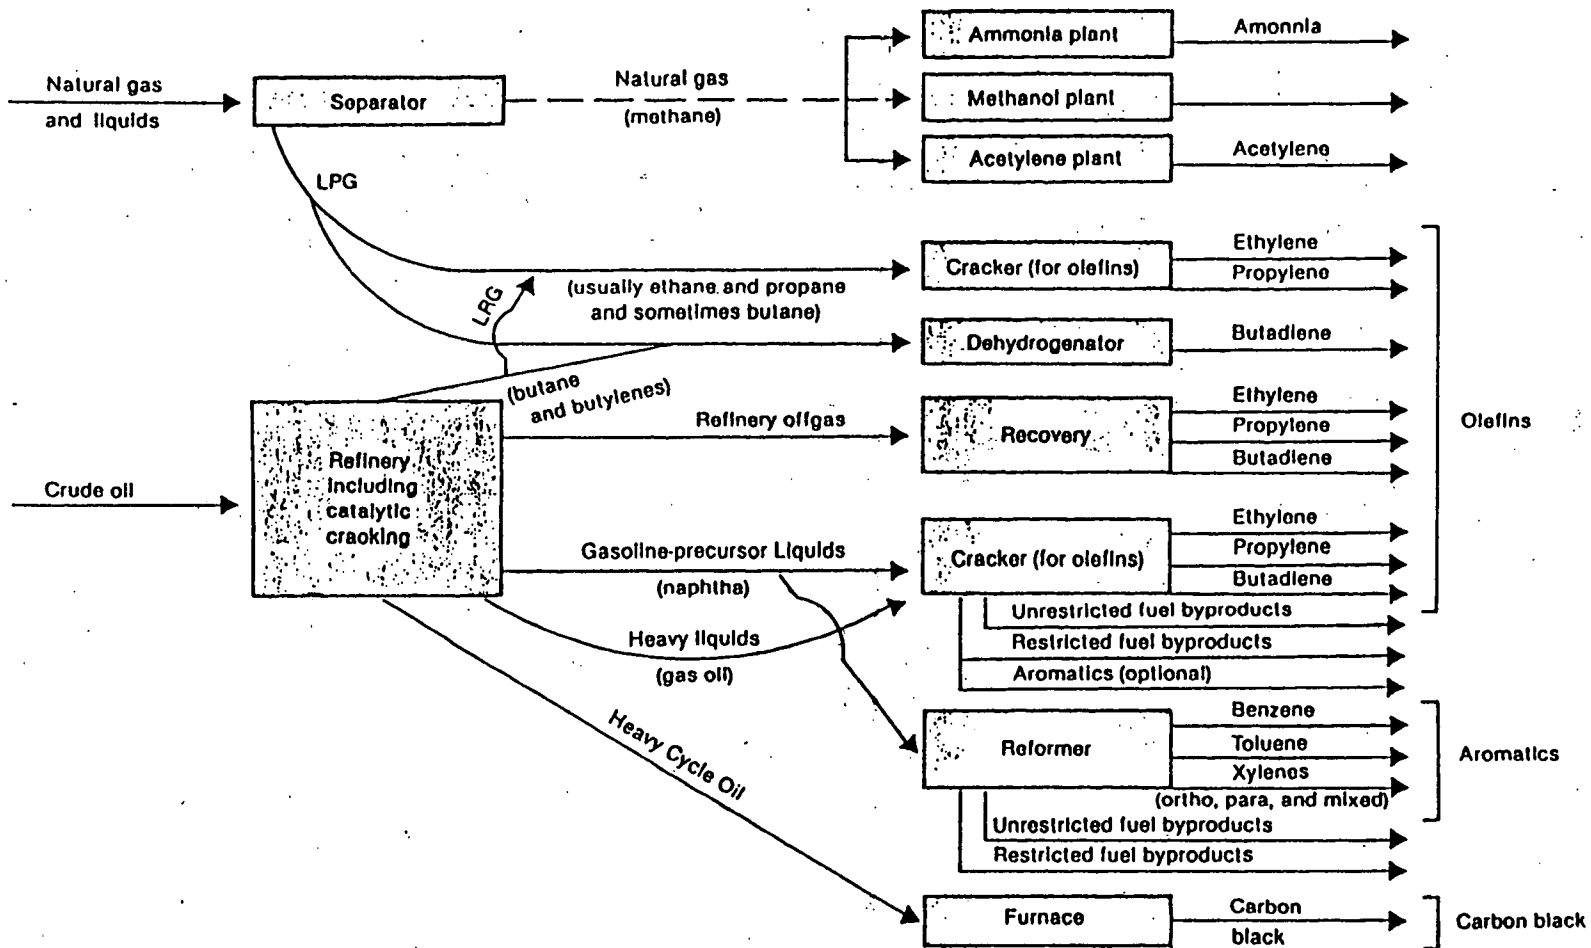 Ammonia plant
Amonnia
Natural gas
and liquids
Separator
Natural gas
(methane)
Methanol plant
Acetylene plant
Acetylene
LPG
Cracker (for olefins)
Ethylene
Propylene
LRG
(usually ethane and propane
and sometimes butane)
Dehydrogenator
Butadiene
(butane
and butylenes)
Refinery offgas
Recovery
Ethylene
Propylene
Butadiene
Olefins
Crude oil
Refinery
including
catalytic
cracking
Gasoline-precursor Liquids
(naphtha)
Cracker (for olefins)
Ethylene
Propylene
Butadiene
Unrestricted fuel byproducts
Restricted fuel byproducts
Aromatics (optional)
Heavy liquids
(gas oil)
Heavy Cycle Oil
Reformer
Benzene
Toluene
Xylenes
(ortho, para, and mixed)
Aromatics
Unrestricted fuel byproducts
Restricted fuel byproducts
Furnace
Carbon
black
Carbon black